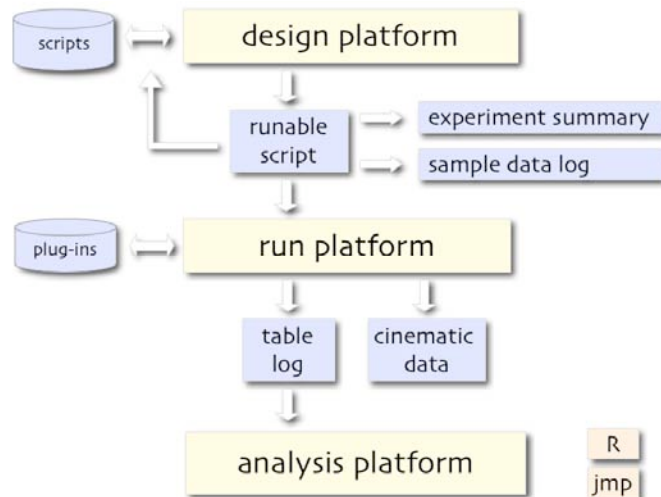 scripts
design platform
runable
script
experiment summary
sample data log
plug-ins
run platform
table
log
cinematic
data
analysis platform
R
jmp